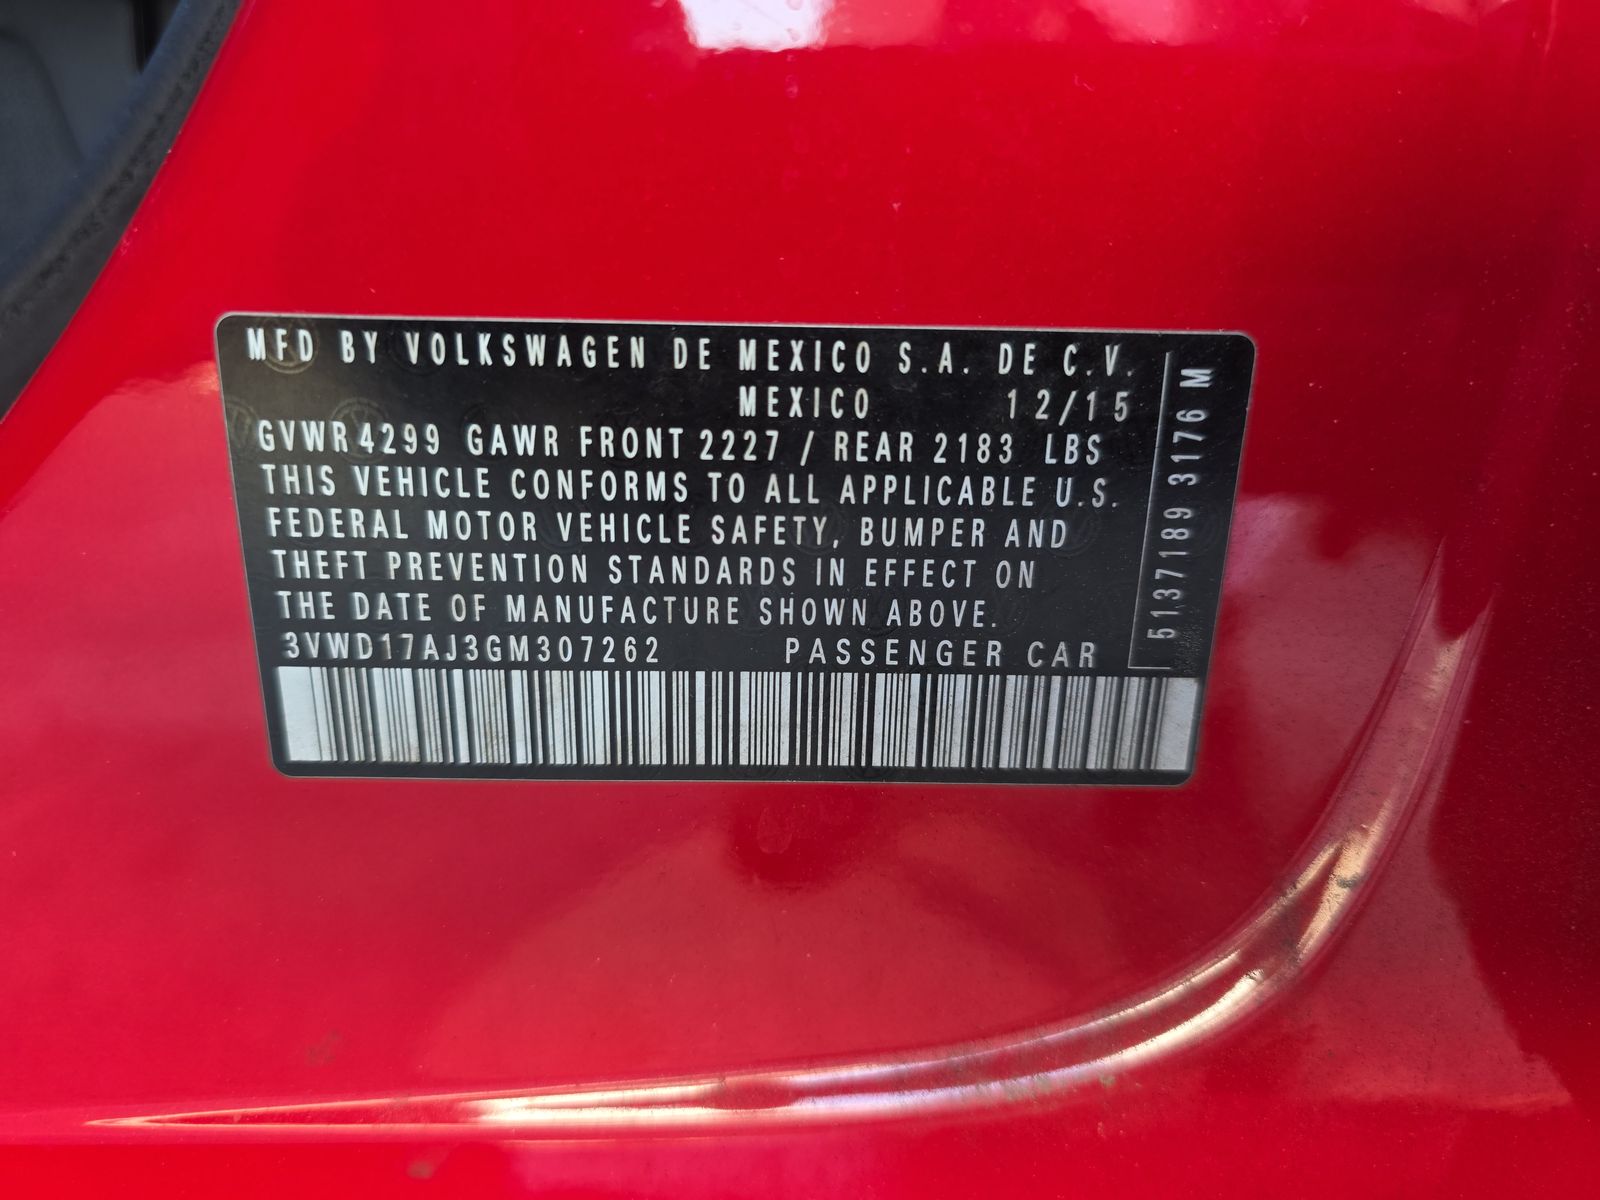 MFD BY VOLKSWAGEN DE MEXICO S.A. DE C.V.
MEXICO 12/15
GVWR 4299 GAWR FRONT 2227 / REAR 2183 LBS
THIS VEHICLE CONFORMS TO ALL APPLICABLE U.S.
FEDERAL MOTOR VEHICLE SAFETY, BUMPER AND
THEFT PREVENTION STANDARDS IN EFFECT ON
THE DATE OF MANUFACTURE SHOWN ABOVE.
3VWD17AJ3GM307262 PASSENGER CAR
5137189 3176 M